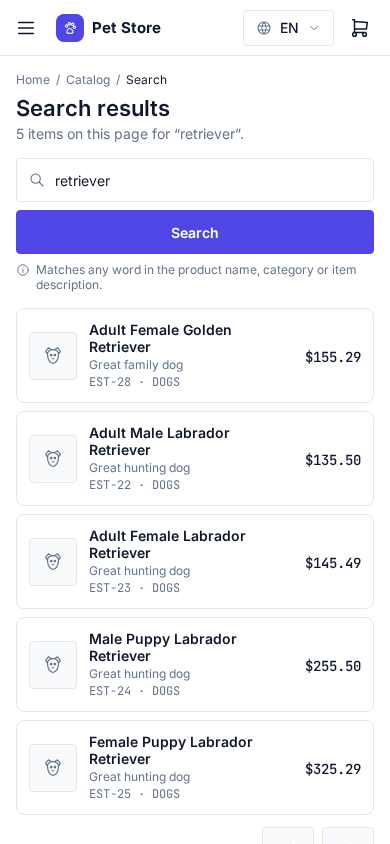 Pet Store
EN
Home / Catalog / Search
Search results
5 items on this page for “retriever”.
retriever
Search
Matches any word in the product name, category or item
description.
Adult Female Golden
Retriever
Great family dog
EST-28 · DOGS
$155.29
Adult Male Labrador
Retriever
Great hunting dog
EST-22 · DOGS
$135.50
Adult Female Labrador
Retriever
Great hunting dog
EST-23 · DOGS
$145.49
Male Puppy Labrador
Retriever
Great hunting dog
EST-24 · DOGS
$255.50
Female Puppy Labrador
Retriever
Great hunting dog
EST-25 · DOGS
$325.29